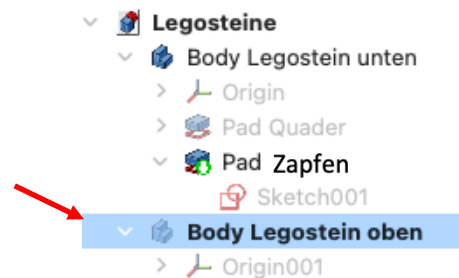 Legosteine
Body Legostein unten
Origin
Pad Quader
Pad Zapfen
Sketch001
Body Legostein oben
Origin001